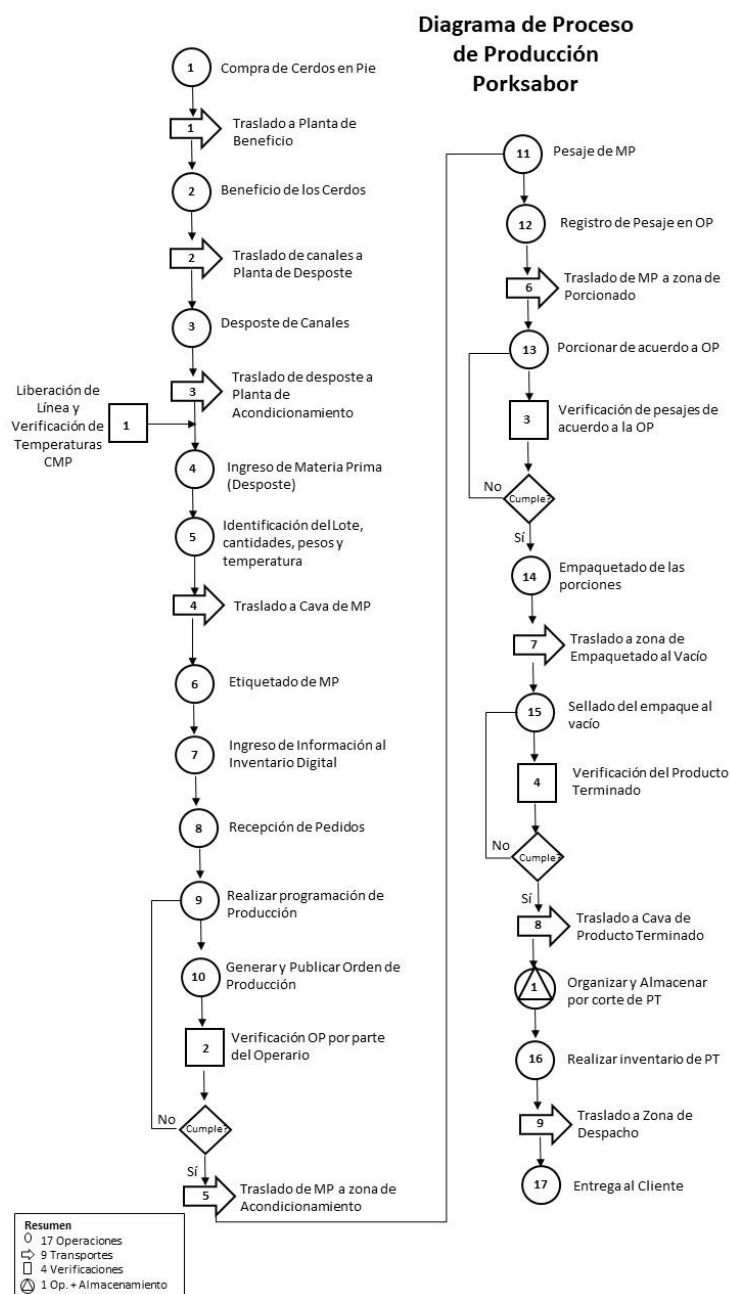 Diagrama de Proceso
de Producción
Porksabor
1
Compra de Cerdos en Pie
1
Traslado a Planta de
Beneficio
2
Beneficio de los Cerdos
2
Traslado de canales a
Planta de Desposte
3
Desposte de Canales
3
Traslado de desposte a
Planta de
Acondicionamiento
Liberación de
Línea y
Verificación de
Temperaturas
CMP
1
4
Ingreso de Materia Prima
(Desposte)
5
Identificación del Lote,
cantidades, pesos y
temperatura
4
Traslado a Cava de MP
6
Etiquetado de MP
7
Ingreso de Información al
Inventario Digital
8
Recepción de Pedidos
9
Realizar programación de
Producción
10
Generar y Publicar Orden de
Producción
2
Verificación OP por parte
del Operario
No
Cumple?
Sí
5
Traslado de MP a zona de
Acondicionamiento
11
Pesaje de MP
12
Registro de Pesaje en OP
6
Traslado de MP a zona de
Porcionado
13
Porcionar de acuerdo a OP
3
Verificación de pesajes de
acuerdo a la OP
No
Cumple?
Sí
14
Empaquetado de las
porciones
7
Traslado a zona de
Empaquetado al Vacío
15
Sellado del empaque al
vacío
4
Verificación del Producto
Terminado
No
Cumple?
Sí
8
Traslado a Cava de
Producto Terminado
1
Organizar y Almacenar
por corte de PT
16
Realizar inventario de PT
9
Traslado a Zona de
Despacho
17
Entrega al Cliente
Resumen
17 Operaciones
9 Transportes
4 Verificaciones
1 Op. + Almacenamiento